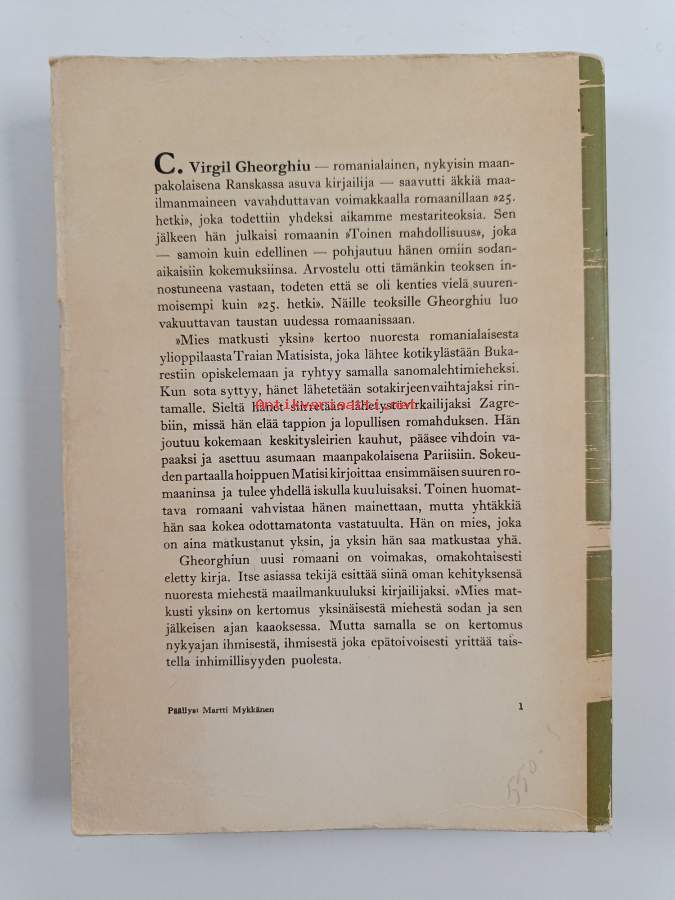 C. Virgil Gheorghiu — romanialainen, nykyisin maan-
pakolaisena Ranskassa asuva kirjailija — saavutti äkkiä maa-
ilmanmaineen vavahduttavan voimakkaalla romaanillaan »25.
hetki», joka todettiin yhdeksi aikamme mestariteoksia. Sen
jälkeen hän julkaisi romaanin »Toinen mahdollisuus», joka
— samoin kuin edellinen — pohjautuu hänen omiin sodan-
aikaisiin kokemuksiinsa. Arvostelu otti tämänkin teoksen in-
nostuneena vastaan, todeten että se oli kenties vielä suuren-
moisempi kuin »25. hetki». Näille teoksille Gheorghiu luo
vakuuttavan taustan uudessa romaanissaan.
»Mies matkusti yksin» kertoo nuoresta romanialaisesta
ylioppilaasta Traian Matisista, joka lähtee kotikylästään Buka-
restiin opiskelemaan ja ryhtyy samalla sanomalehtimieheksi.
Kun sota syttyy, hänet lähetetään sotakirjeenvaihtajaksi rin-
tamalle. Sieltä hänet siirretään lähetystövirkailijaksi Zagre-
biin, missä hän elää tappion ja lopullisen romahduksen. Hän
joutuu kokemaan keskitysleirien kauhut, pääsee vihdoin va-
paaksi ja asettuu asumaan maanpakolaisena Pariisiin. Sokeu-
den partaalla hoippuen Matisi kirjoittaa ensimmäisen suuren ro-
maaninsa ja tulee yhdellä iskulla kuuluisaksi. Toinen huomat-
tava romaani vahvistaa hänen mainettaan, mutta yhtäkkiä
hän saa kokea odottamatonta vastatuulta. Hän on mies, joka
on aina matkustanut yksin, ja yksin hän saa matkustaa yhä.
Gheorghiun uusi romaani on voimakas, omakohtaisesti
eletty kirja. Itse asiassa tekijä esittää siinä oman kehityksensä
nuoresta miehestä maailmankuuluksi kirjailijaksi. »Mies mat-
kusti yksin» on kertomus yksinäisestä miehestä sodan ja sen
jälkeisen ajan kaaoksessa. Mutta samalla se on kertomus
nykyajan ihmisestä, ihmisestä joka epätoivoisesti yrittää tais-
tella inhimillisyyden puolesta.
Päällys: Martti Mykkänen 1
550.-